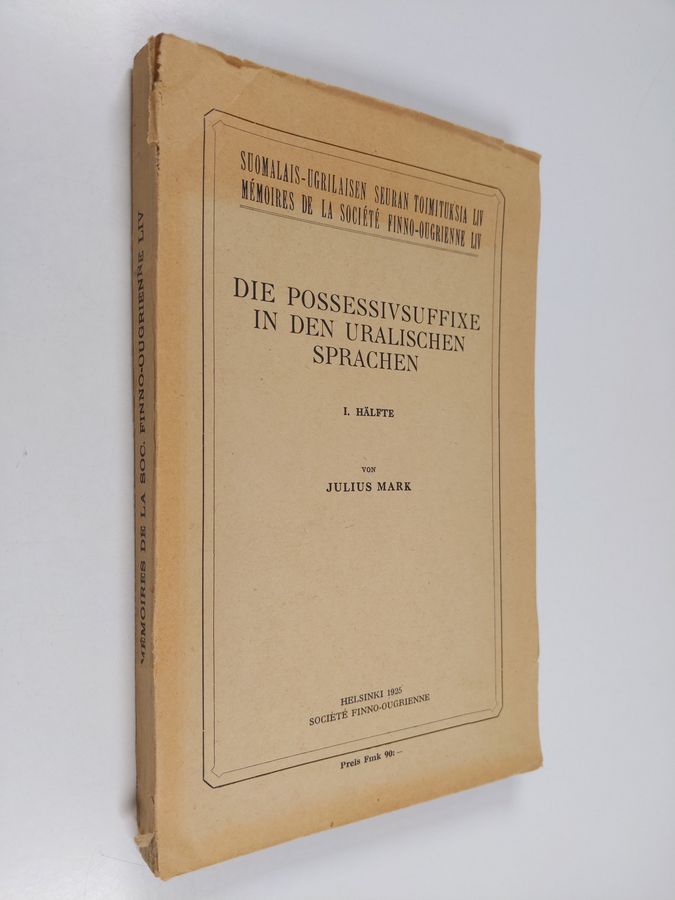 SUOMALAIS-UGRILAISEN SEURAN TOIMITUKSIA LIV
MÉMOIRES DE LA SOCIÉTÉ FINNO-OUGRIENNE LIV
DIE POSSESSIVSUFFIXE
IN DEN URALISCHEN
SPRACHEN
I. HÄLFTE
VON
JULIUS MARK
HELSINKI 1925
SOCIÉTÉ FINNO-OUGRIENNE
Preis Fmk 90:—
MÉMOIRES DE LA SOC. FINNO-OUGRIENNE LIV